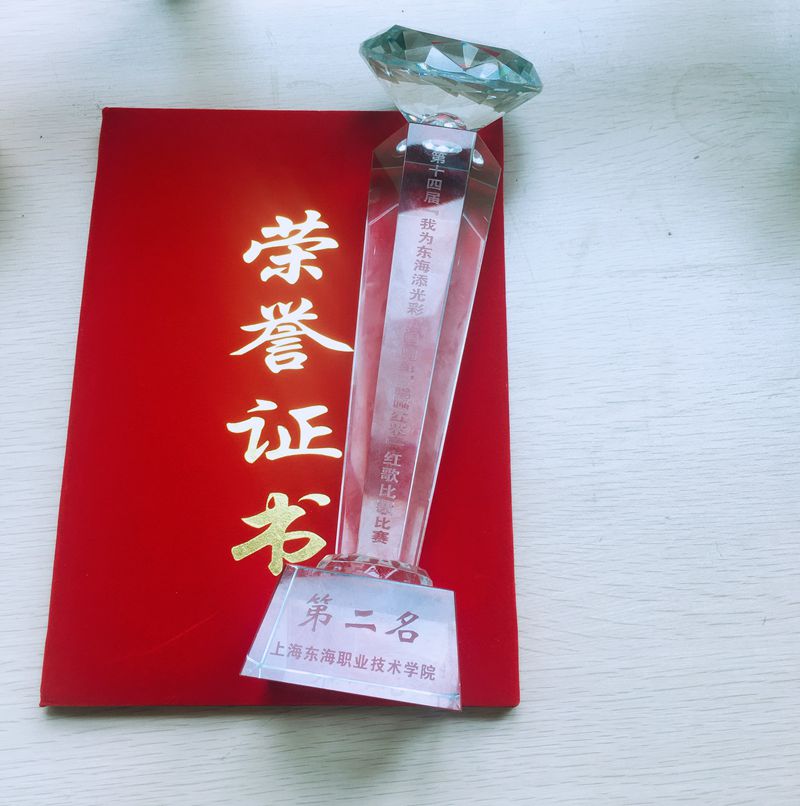 荣誉证书
第十四届“我为东海添光彩
红歌比赛
第二名
上海东海职业技术学院